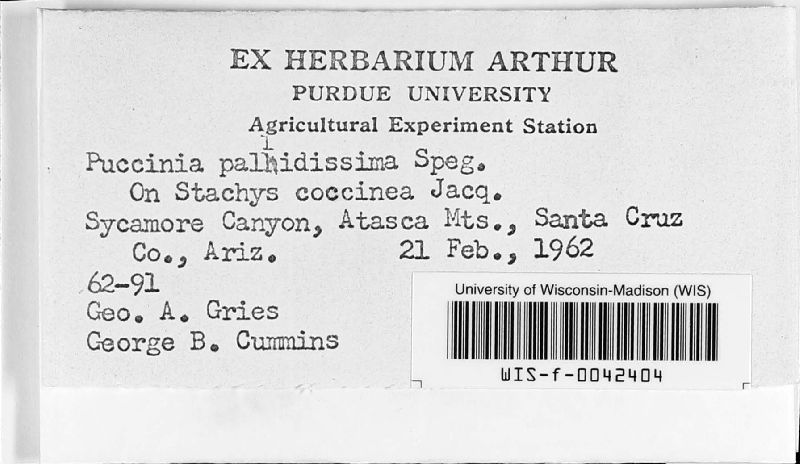 EX HERBARIUM ARTHUR
PURDUE UNIVERSITY
Agricultural Experiment Station
Puccinia pallidissima Speg.
On Stachys coccinea Jacq.
Sycamore Canyon, Atasca Mts., Santa Cruz
Co., Ariz. 21 Feb., 1962
62-91
Geo. A. Gries
George B. Cummins
University of Wisconsin-Madison (WIS)
WIS-f-0042404